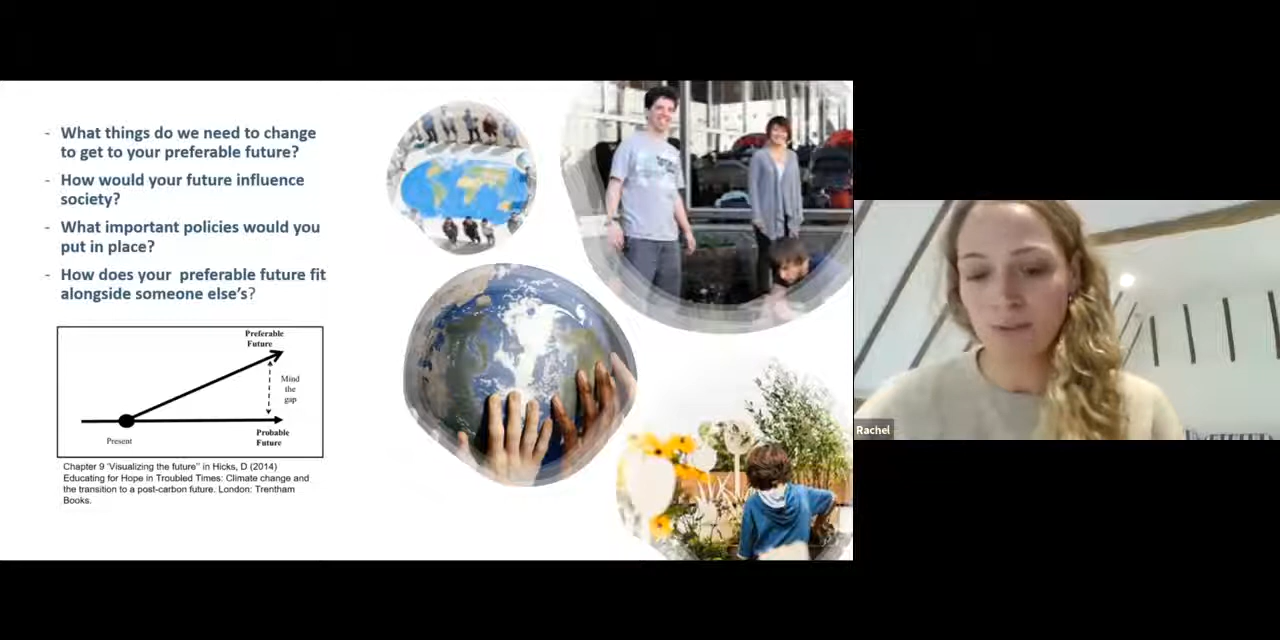 - What things do we need to change
to get to your preferable future?
- How would your future influence
society?
- What important policies would you
put in place?
- How does your preferable future fit
alongside someone else's?
Preferable
Future
Mind
the
gap
Present
Probable
Future
Chapter 9 'Visualizing the future" in Hicks, D (2014)
Educating for Hope in Troubled Times: Climate change and
the transition to a post-carbon future. London: Trentham
Books.
Rachel